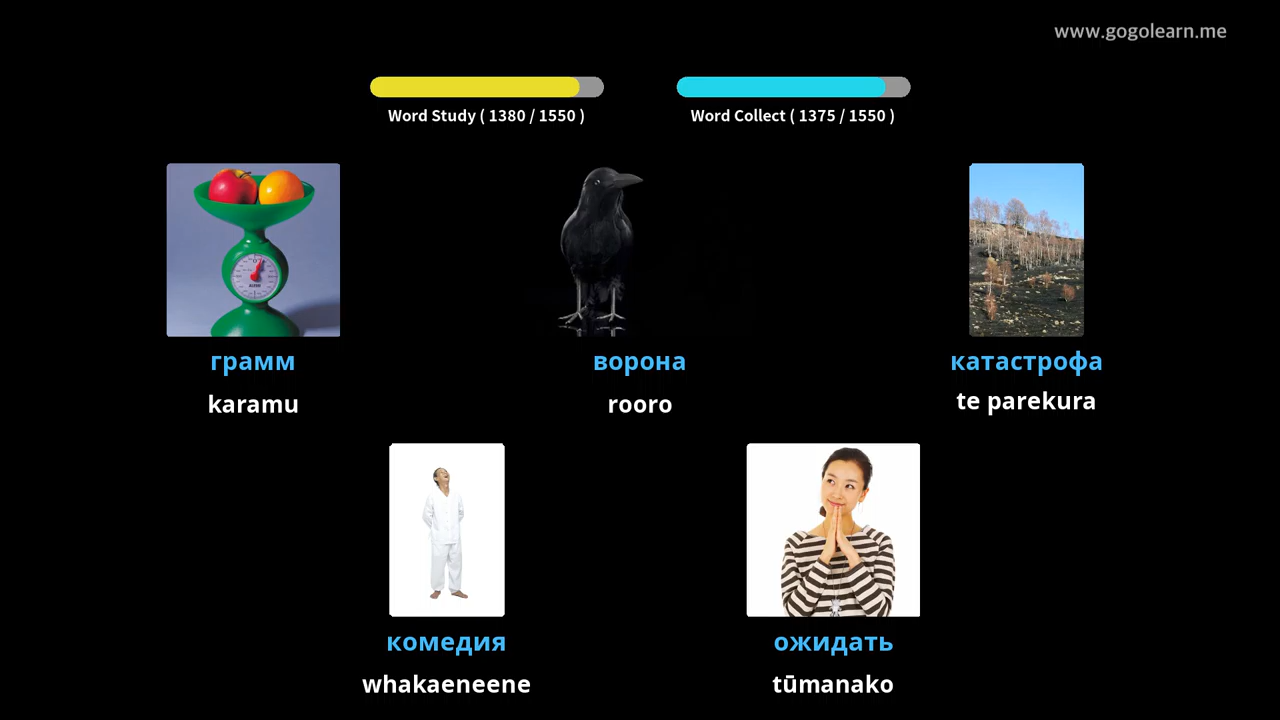 www.gogolearn.me
Word Study ( 1380 / 1550 )
Word Collect ( 1375 / 1550 )
грамм
karamu
ворона
rooro
катастрофа
te parekura
комедия
whakaeneene
ожидать
tūmanako